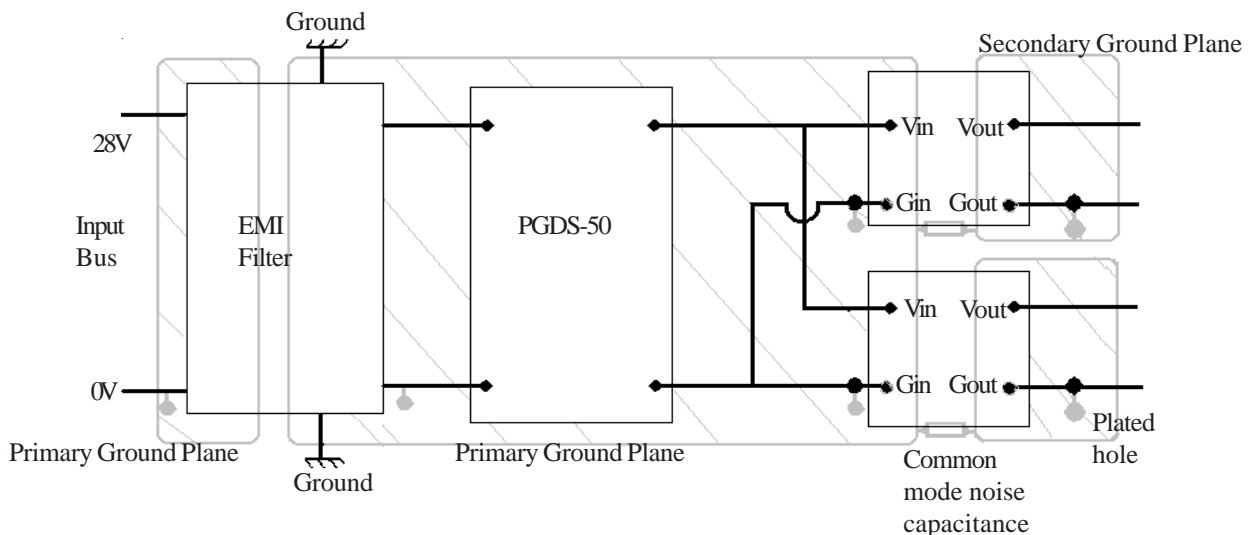 Ground
Secondary Ground Plane
28V
Input
Bus
0V
EMI
Filter
PGDS-50
Vin
Vout
Gin
Gout
Vin
Vout
Gin
Gout
Primary Ground Plane
Ground
Primary Ground Plane
Common
mode noise
capacitance
Plated
hole